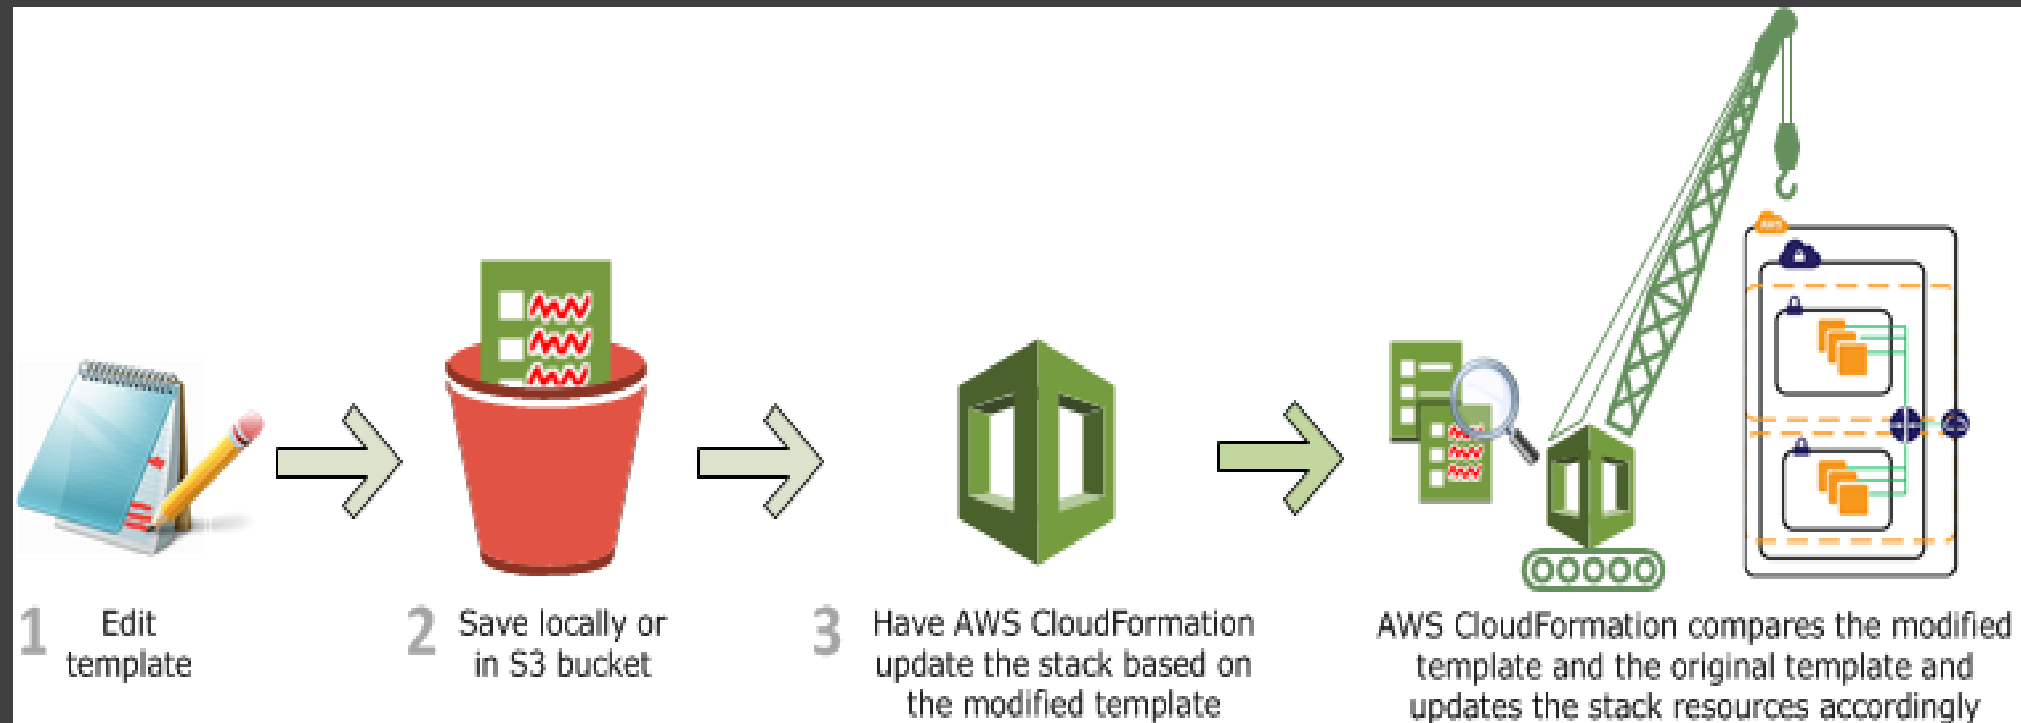 1 Edit
template
2 Save locally or
in S3 bucket
3 Have AWS CloudFormation
update the stack based on
the modified template
AWS CloudFormation compares the modified
template and the original template and
updates the stack resources accordingly
AWS